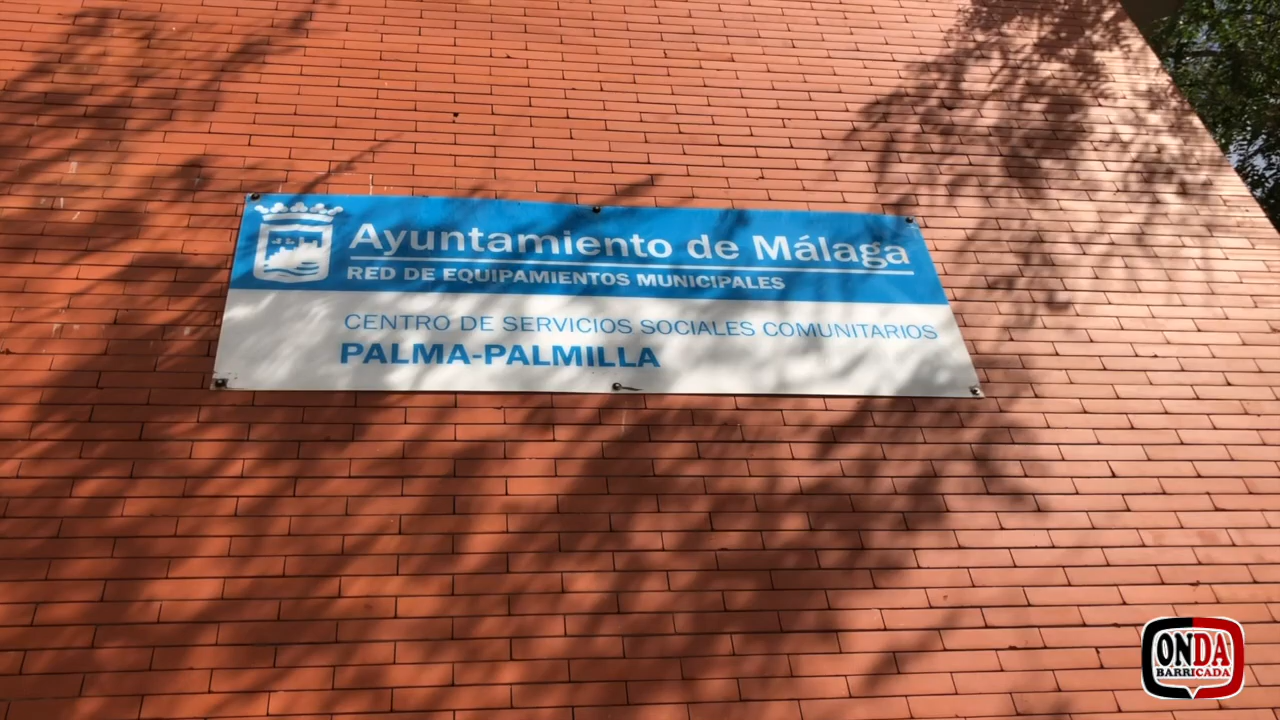 Ayuntamiento de Málaga
RED DE EQUIPAMIENTOS MUNICIPALES
CENTRO DE SERVICIOS SOCIALES COMUNITARIOS
PALMA-PALMILLA
ONDA
BARRICADA